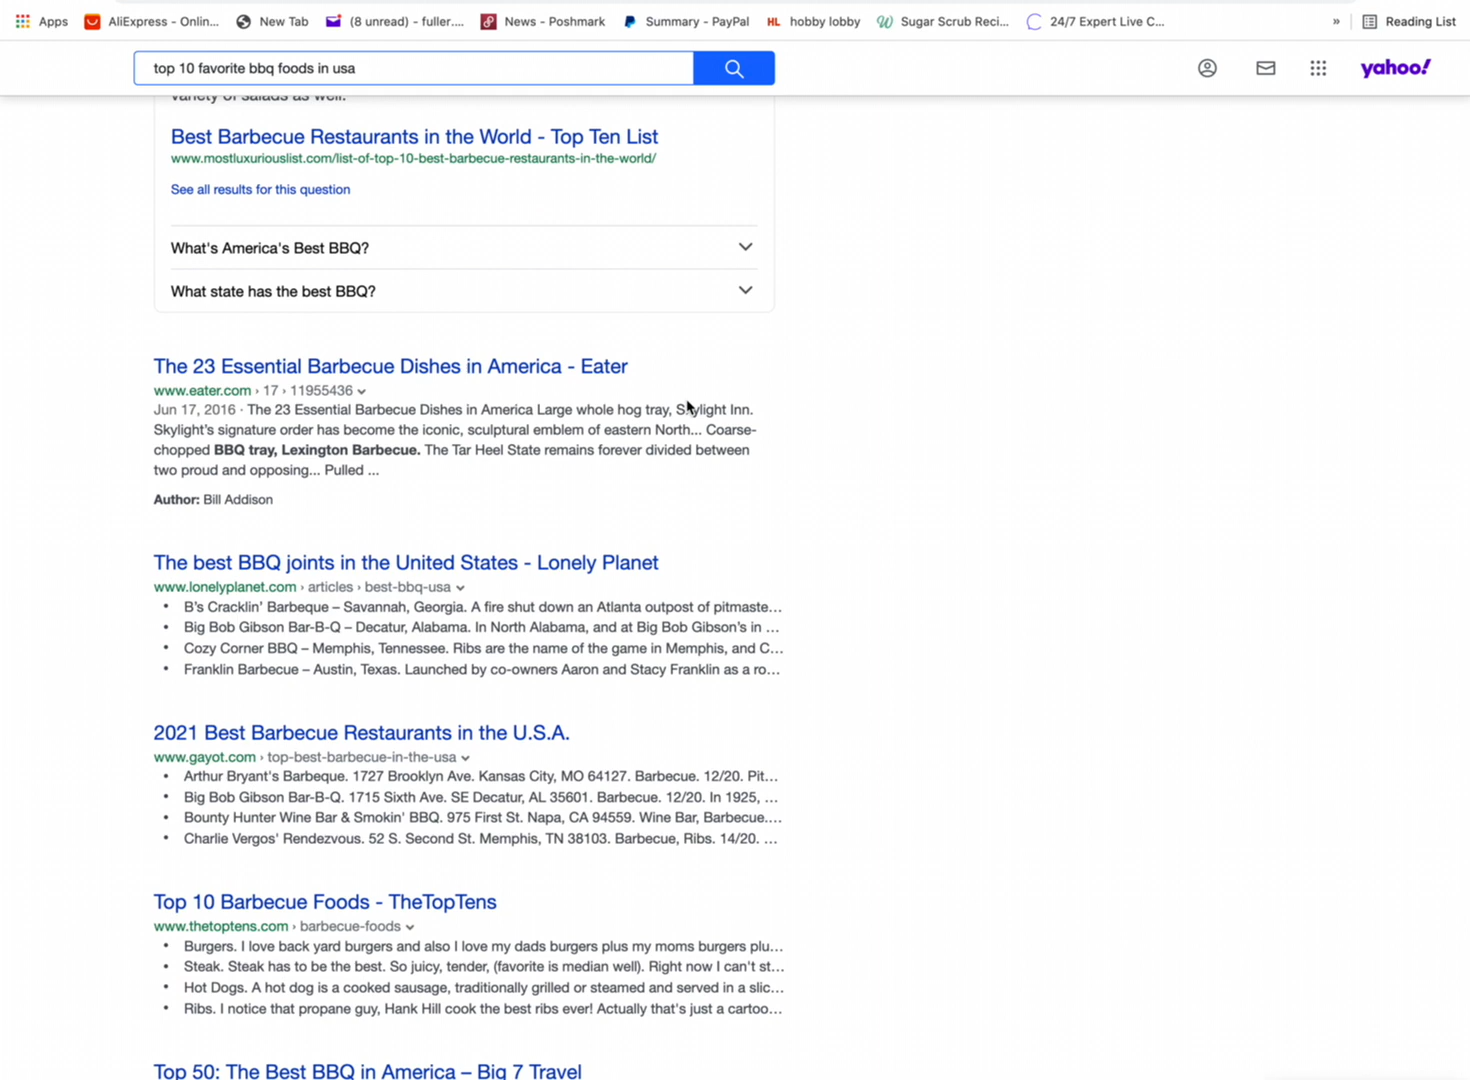 Apps AliExpress - Onlin... New Tab (8 unread) - fuller.... News - Poshmark Summary - PayPal HL hobby lobby Sugar Scrub Reci... 24/7 Expert Live C... » Reading List
top 10 favorite bbq foods in usa yahoo!
variety of salads as well.
Best Barbecue Restaurants in the World - Top Ten List
www.mostluxuriouslist.com/list-of-top-10-best-barbecue-restaurants-in-the-world/
See all results for this question
What's America's Best BBQ?
What state has the best BBQ?
The 23 Essential Barbecue Dishes in America - Eater
www.eater.com › 17 › 11955436
Jun 17, 2016 · The 23 Essential Barbecue Dishes in America Large whole hog tray, Skylight Inn.
Skylight's signature order has become the iconic, sculptural emblem of eastern North... Coarse-
chopped BBQ tray, Lexington Barbecue. The Tar Heel State remains forever divided between
two proud and opposing... Pulled ...
Author: Bill Addison
The best BBQ joints in the United States - Lonely Planet
www.lonelyplanet.com › articles › best-bbq-usa
• B's Cracklin' Barbeque – Savannah, Georgia. A fire shut down an Atlanta outpost of pitmaste...
• Big Bob Gibson Bar-B-Q – Decatur, Alabama. In North Alabama, and at Big Bob Gibson's in ...
• Cozy Corner BBQ – Memphis, Tennessee. Ribs are the name of the game in Memphis, and C...
• Franklin Barbecue – Austin, Texas. Launched by co-owners Aaron and Stacy Franklin as a ro...
2021 Best Barbecue Restaurants in the U.S.A.
www.gayot.com › top-best-barbecue-in-the-usa
• Arthur Bryant's Barbeque. 1727 Brooklyn Ave. Kansas City, MO 64127. Barbecue. 12/20. Pit...
• Big Bob Gibson Bar-B-Q. 1715 Sixth Ave. SE Decatur, AL 35601. Barbecue. 12/20. In 1925, ...
• Bounty Hunter Wine Bar & Smokin' BBQ. 975 First St. Napa, CA 94559. Wine Bar, Barbecue....
• Charlie Vergos' Rendezvous. 52 S. Second St. Memphis, TN 38103. Barbecue, Ribs. 14/20. ...
Top 10 Barbecue Foods - TheTopTens
www.thetoptens.com › barbecue-foods
• Burgers. I love back yard burgers and also I love my dads burgers plus my moms burgers plu...
• Steak. Steak has to be the best. So juicy, tender, (favorite is median well). Right now I can't st...
• Hot Dogs. A hot dog is a cooked sausage, traditionally grilled or steamed and served in a slic...
• Ribs. I notice that propane guy, Hank Hill cook the best ribs ever! Actually that's just a cartoo...
Top 50: The Best BBQ in America – Big 7 Travel